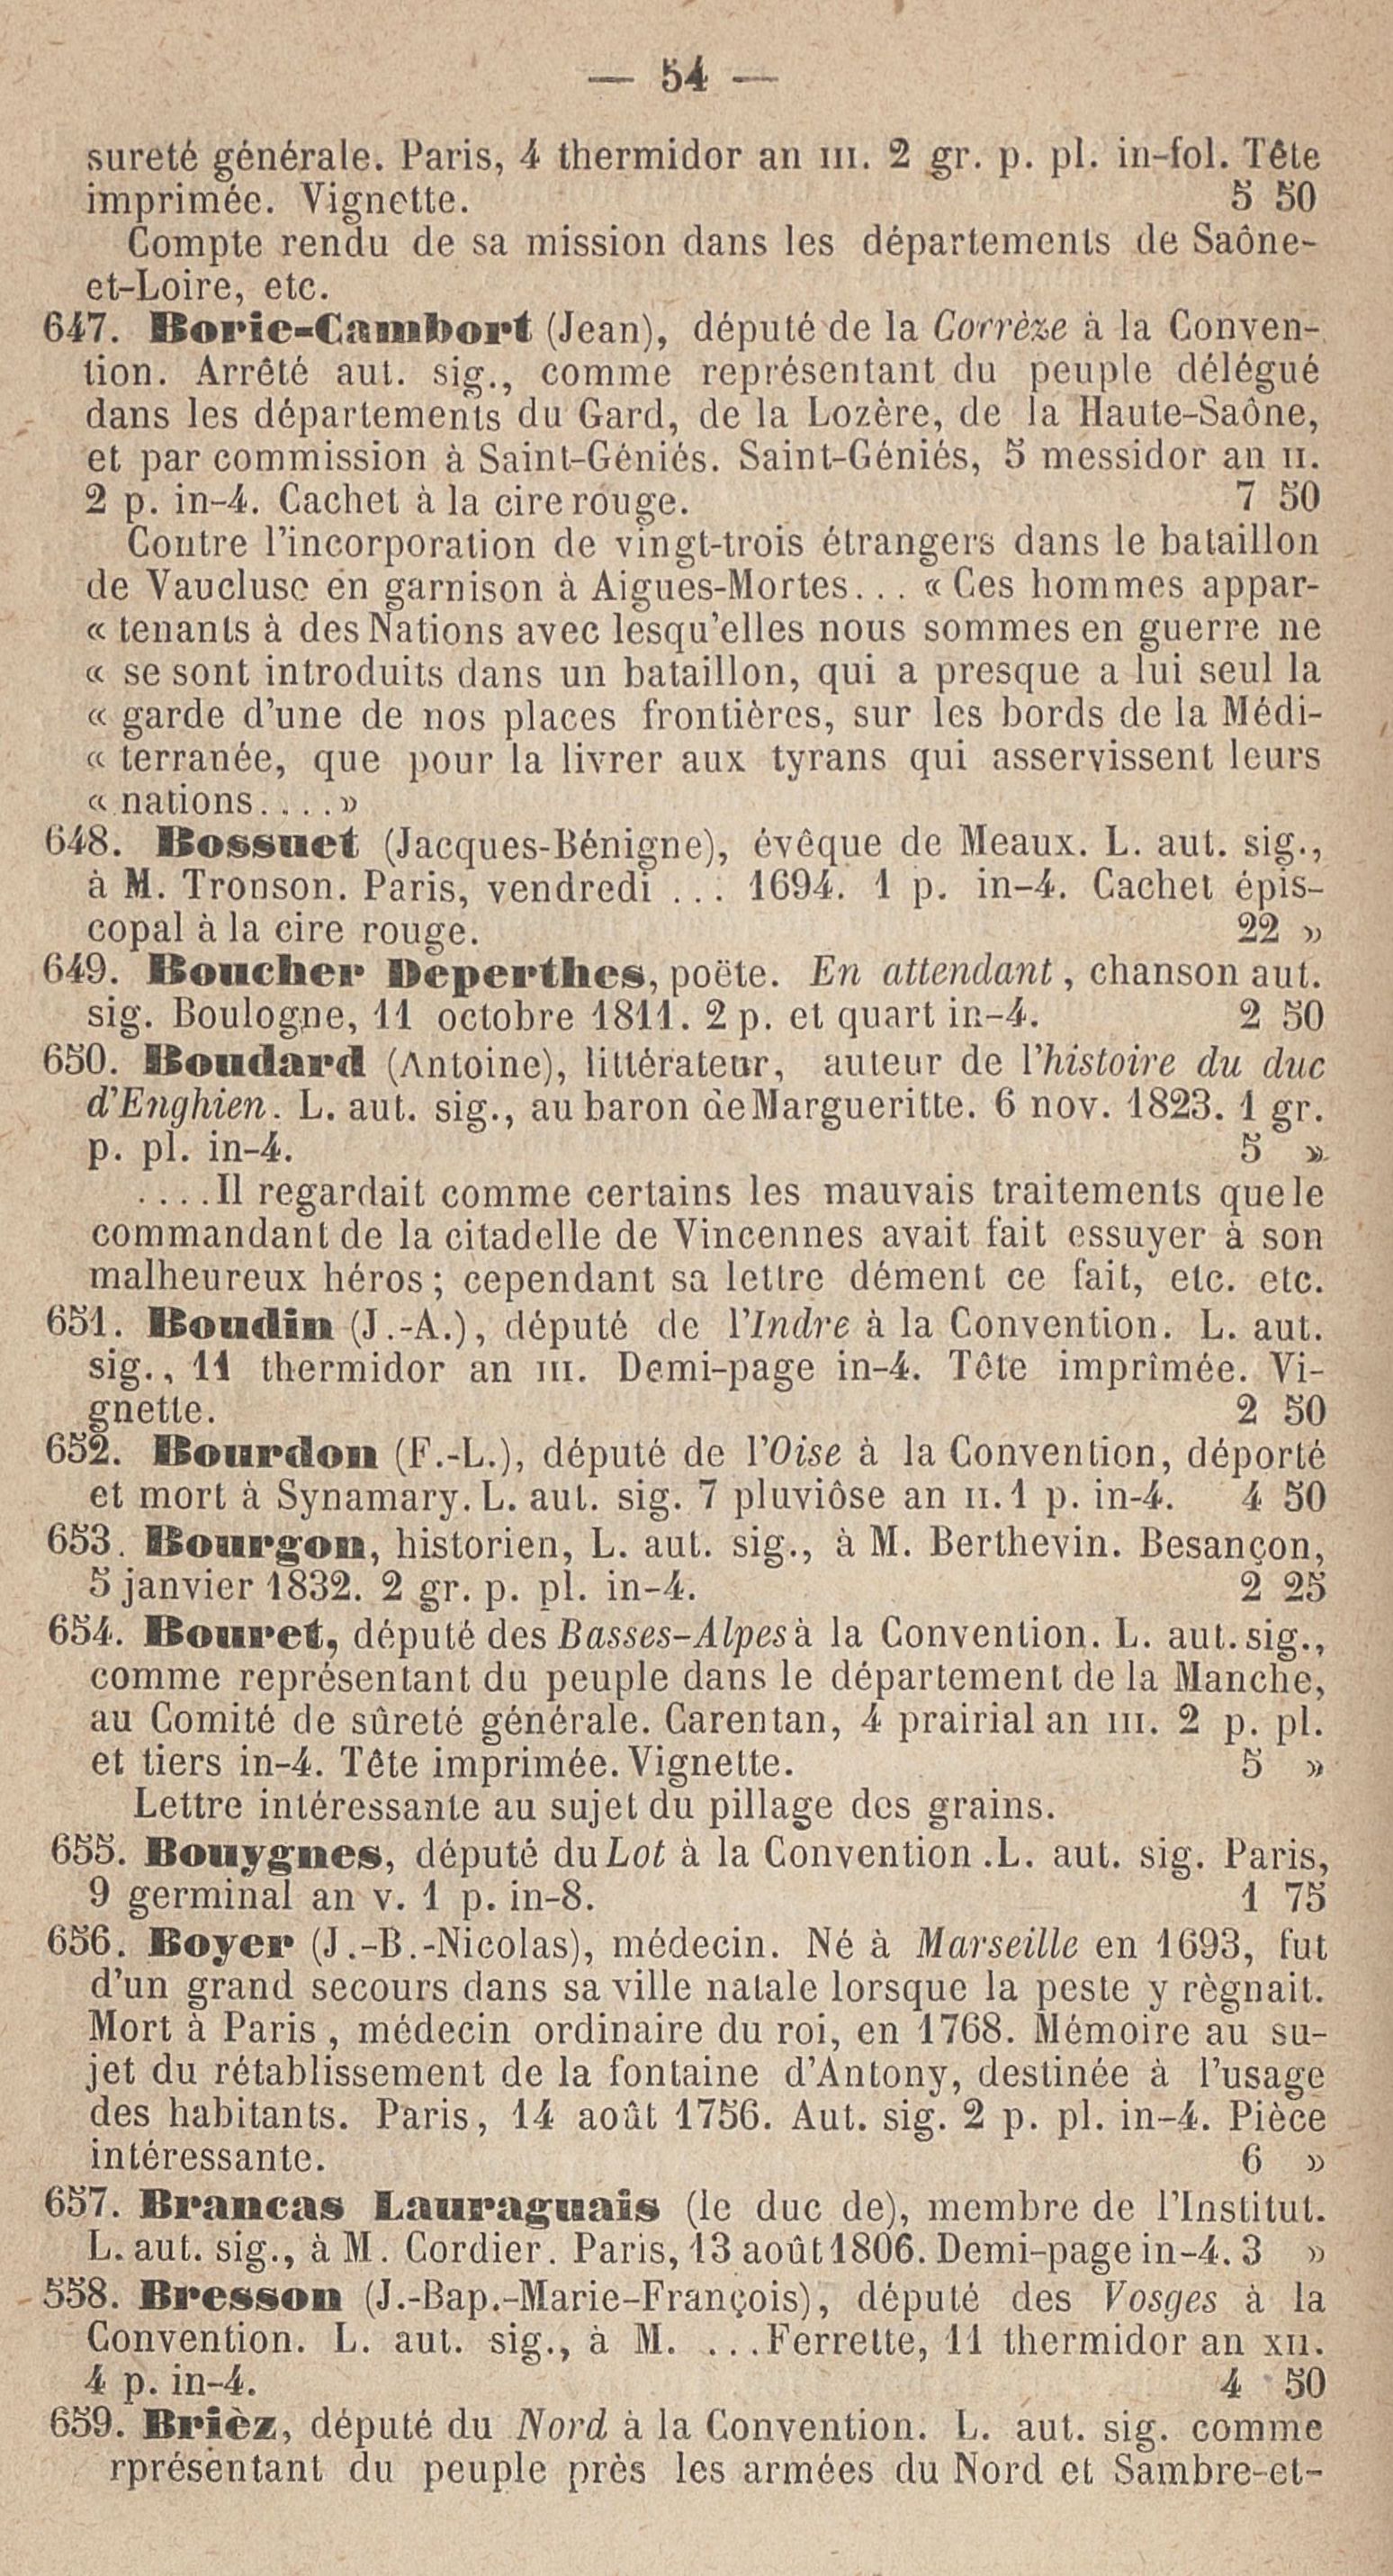 — 54 —
sureté générale. Paris, 4 thermidor an III. 2 gr. p. pl. in-fol. Tête
imprimée. Vignette. 5 50
Compte rendu de sa mission dans les départements de Saône-
et-Loire, etc.
647. Borie-Cambort (Jean), député de la Corrèze à la Conven-
tion. Arrêté aut. sig., comme représentant du peuple délégué
dans les départements du Gard, de la Lozère, de la Haute-Saône,
et par commission à Saint-Géniés. Saint-Géniés, 5 messidor an II.
2 p. in-4. Cachet à la cire rouge. 7 50
Contre l'incorporation de vingt-trois étrangers dans le bataillon
de Vaucluse en garnison à Aigues-Mortes... « Ces hommes appar-
« tenants à des Nations avec lesqu'elles nous sommes en guerre ne
« se sont introduits dans un bataillon, qui a presque a lui seul la
« garde d'une de nos places frontières, sur les bords de la Médi-
« terranée, que pour la livrer aux tyrans qui asservissent leurs
« nations.... »
648. Bossuet (Jacques-Bénigne), évêque de Meaux. L. aut. sig.,
à M. Tronson. Paris, vendredi ... 1694. 1 p. in-4. Cachet épis-
copal à la cire rouge. 22 »
649. Boucher Deperthes, poëte. En attendant, chanson aut.
sig. Boulogne, 11 octobre 1811. 2 p. et quart in-4. 2 50
650. Boudard (Antoine), littérateur, auteur de l'histoire du duc
d'Enghien. L. aut. sig., au baron de Margueritte. 6 nov. 1823. 1 gr.
p. pl. in-4. 5 »
....Il regardait comme certains les mauvais traitements que le
commandant de la citadelle de Vincennes avait fait essuyer à son
malheureux héros; cependant sa lettre dément ce fait, etc. etc.
651. Boudin (J.-A.), député de l'Indre à la Convention. L. aut.
sig., 11 thermidor an III. Demi-page in-4. Tête imprîmée. Vi-
gnette. 2 50
652. Bourdon (F.-L.), député de l'Oise à la Convention, déporté
et mort à Synamary. L. aut. sig. 7 pluviôse an II. 1 p. in-4. 4 50
653. Bourgon, historien, L. aut. sig., à M. Berthevin. Besançon,
5 janvier 1832. 2 gr. p. pl. in-4. 2 25
654. Bouret, député des Basses-Alpes à la Convention. L. aut. sig.,
comme représentant du peuple dans le département de la Manche,
au Comité de sûreté générale. Carentan, 4 prairial an III. 2 p. pl.
et tiers in-4. Tête imprimée. Vignette. 5 »
Lettre intéressante au sujet du pillage des grains.
655. Bouygnes, député du Lot à la Convention. L. aut. sig. Paris,
9 germinal an V. 1 p. in-8. 1 75
656. Boyer (J.-B.-Nicolas), médecin. Né à Marseille en 1693, fut
d'un grand secours dans sa ville natale lorsque la peste y règnait.
Mort à Paris, médecin ordinaire du roi, en 1768. Mémoire au su-
jet du rétablissement de la fontaine d'Antony, destinée à l'usage
des habitants. Paris, 14 août 1756. Aut. sig. 2 p. pl. in-4. Pièce
intéressante. 6 »
657. Brancas Lauraguais (le duc de), membre de l'Institut.
L. aut. sig., à M. Cordier. Paris, 13 août 1806. Demi-page in-4. 3 »
558. Bresson (J.-Bap.-Marie-François), député des Vosges à la
Convention. L. aut. sig., à M. ...Ferrette, 11 thermidor an XII.
4 p. in-4. 4 50
659. Brièz, député du Nord à la Convention. L. aut. sig. comme
rprésentant du peuple près les armées du Nord et Sambre-et-